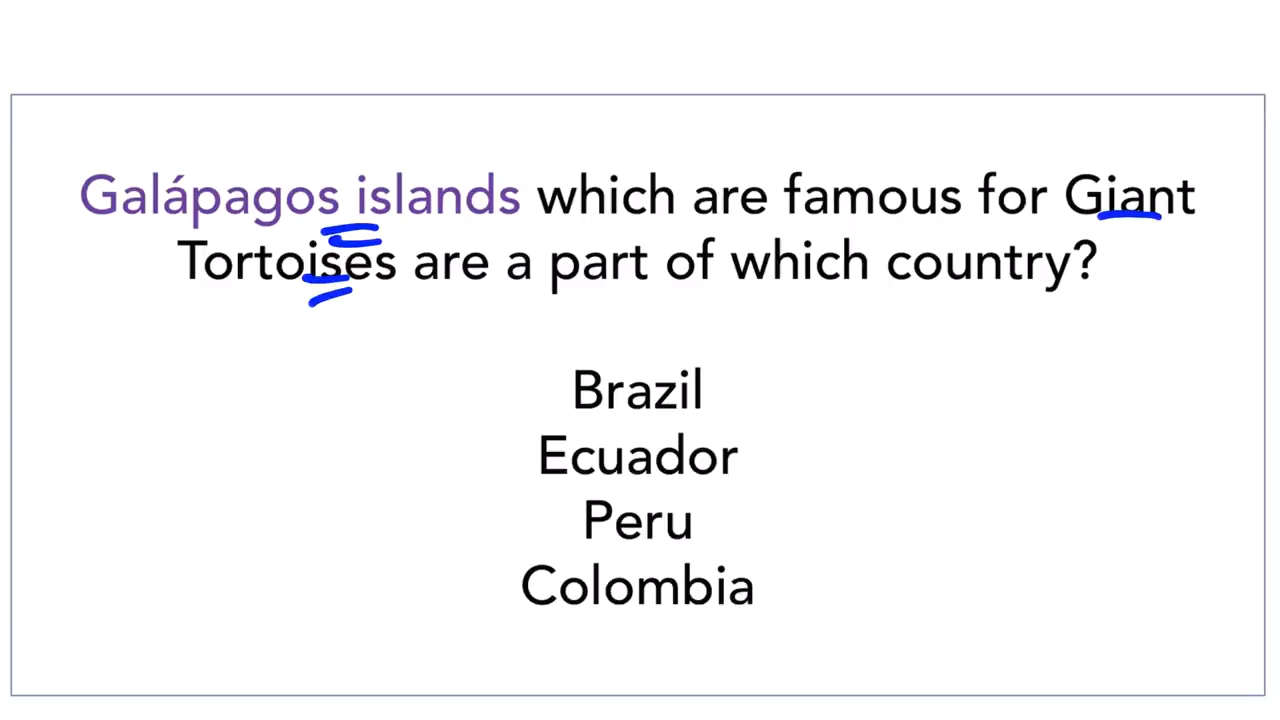 Galápagos islands which are famous for Giant
Tortoises are a part of which country?
Brazil
Ecuador
Peru
Colombia